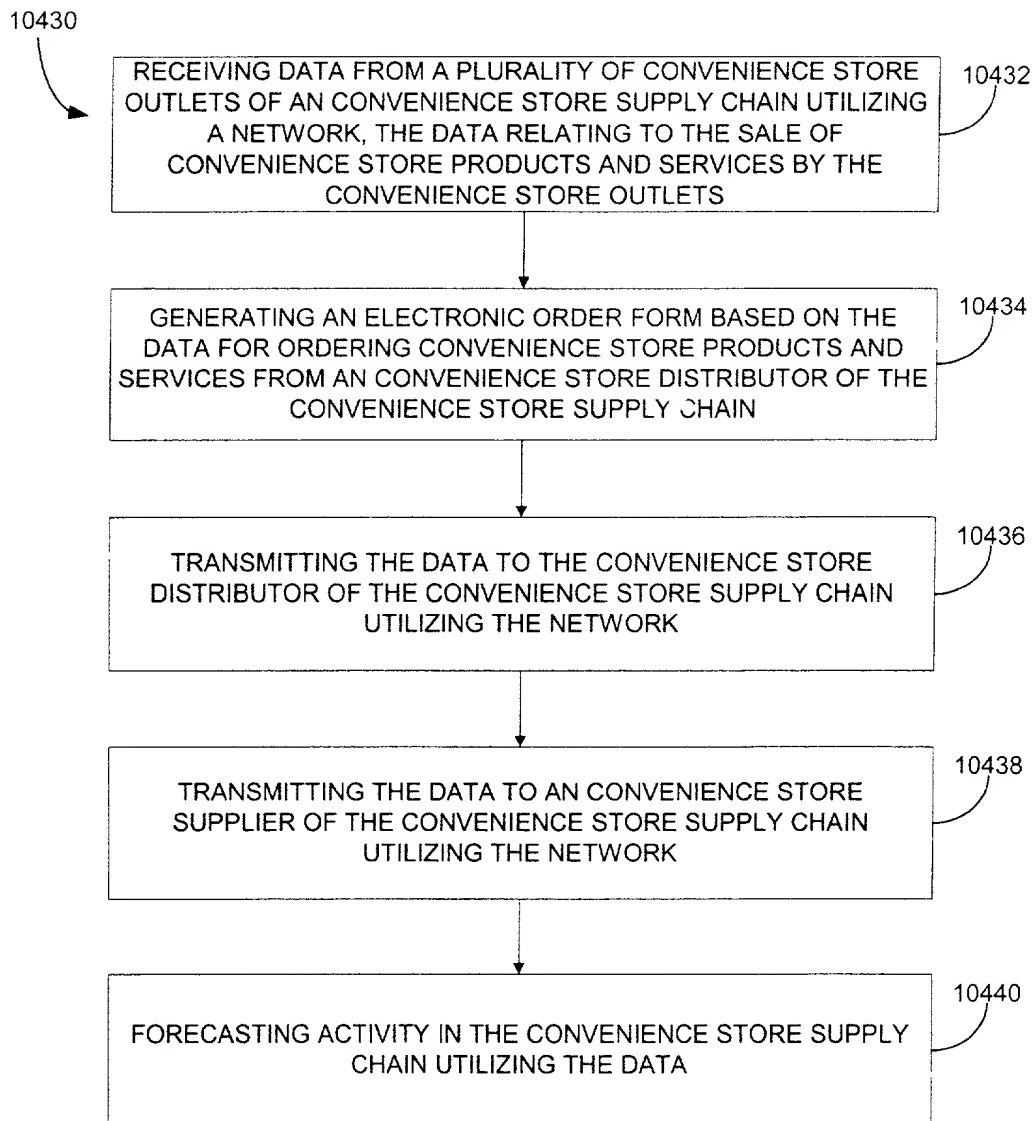 10430
RECEIVING DATA FROM A PLURALITY OF CONVENIENCE STORE
OUTLETS OF AN CONVENIENCE STORE SUPPLY CHAIN UTILIZING
A NETWORK, THE DATA RELATING TO THE SALE OF
CONVENIENCE STORE PRODUCTS AND SERVICES BY THE
CONVENIENCE STORE OUTLETS
10432
GENERATING AN ELECTRONIC ORDER FORM BASED ON THE
DATA FOR ORDERING CONVENIENCE STORE PRODUCTS AND
SERVICES FROM AN CONVENIENCE STORE DISTRIBUTOR OF THE
CONVENIENCE STORE SUPPLY CHAIN
10434
TRANSMITTING THE DATA TO THE CONVENIENCE STORE
DISTRIBUTOR OF THE CONVENIENCE STORE SUPPLY CHAIN
UTILIZING THE NETWORK
10436
TRANSMITTING THE DATA TO AN CONVENIENCE STORE
SUPPLIER OF THE CONVENIENCE STORE SUPPLY CHAIN
UTILIZING THE NETWORK
10438
FORECASTING ACTIVITY IN THE CONVENIENCE STORE SUPPLY
CHAIN UTILIZING THE DATA
10440